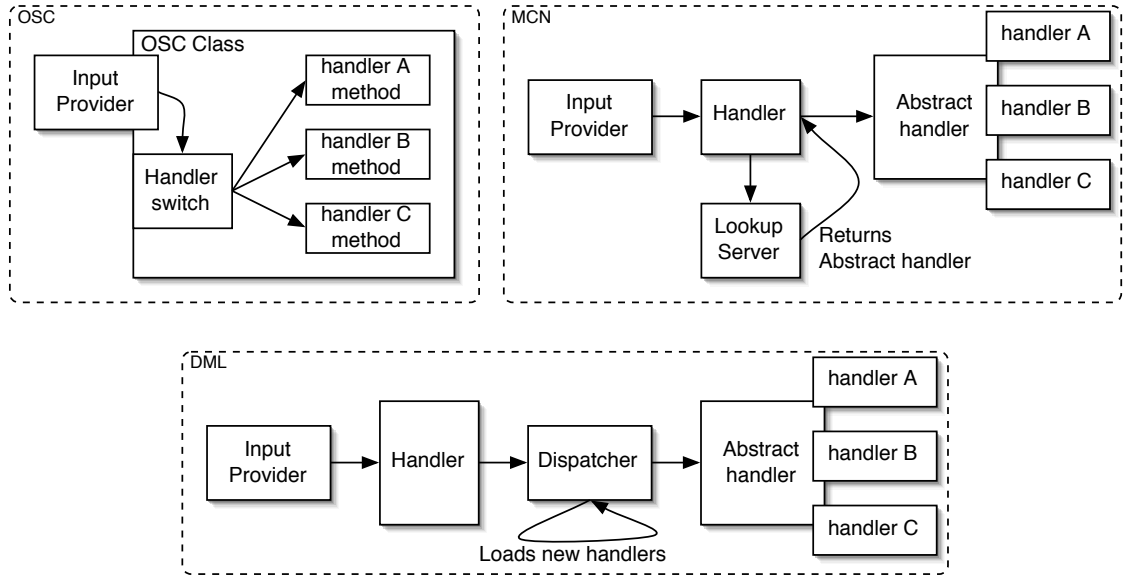 OSC
OSC Class
Input
Provider
Handler
switch
handler A
method
handler B
method
handler C
method
MCN
Input
Provider
Handler
Lookup
Server
Returns
Abstract handler
Abstract
handler
handler A
handler B
handler C
DML
Input
Provider
Handler
Dispatcher
Loads new handlers
Abstract
handler
handler A
handler B
handler C